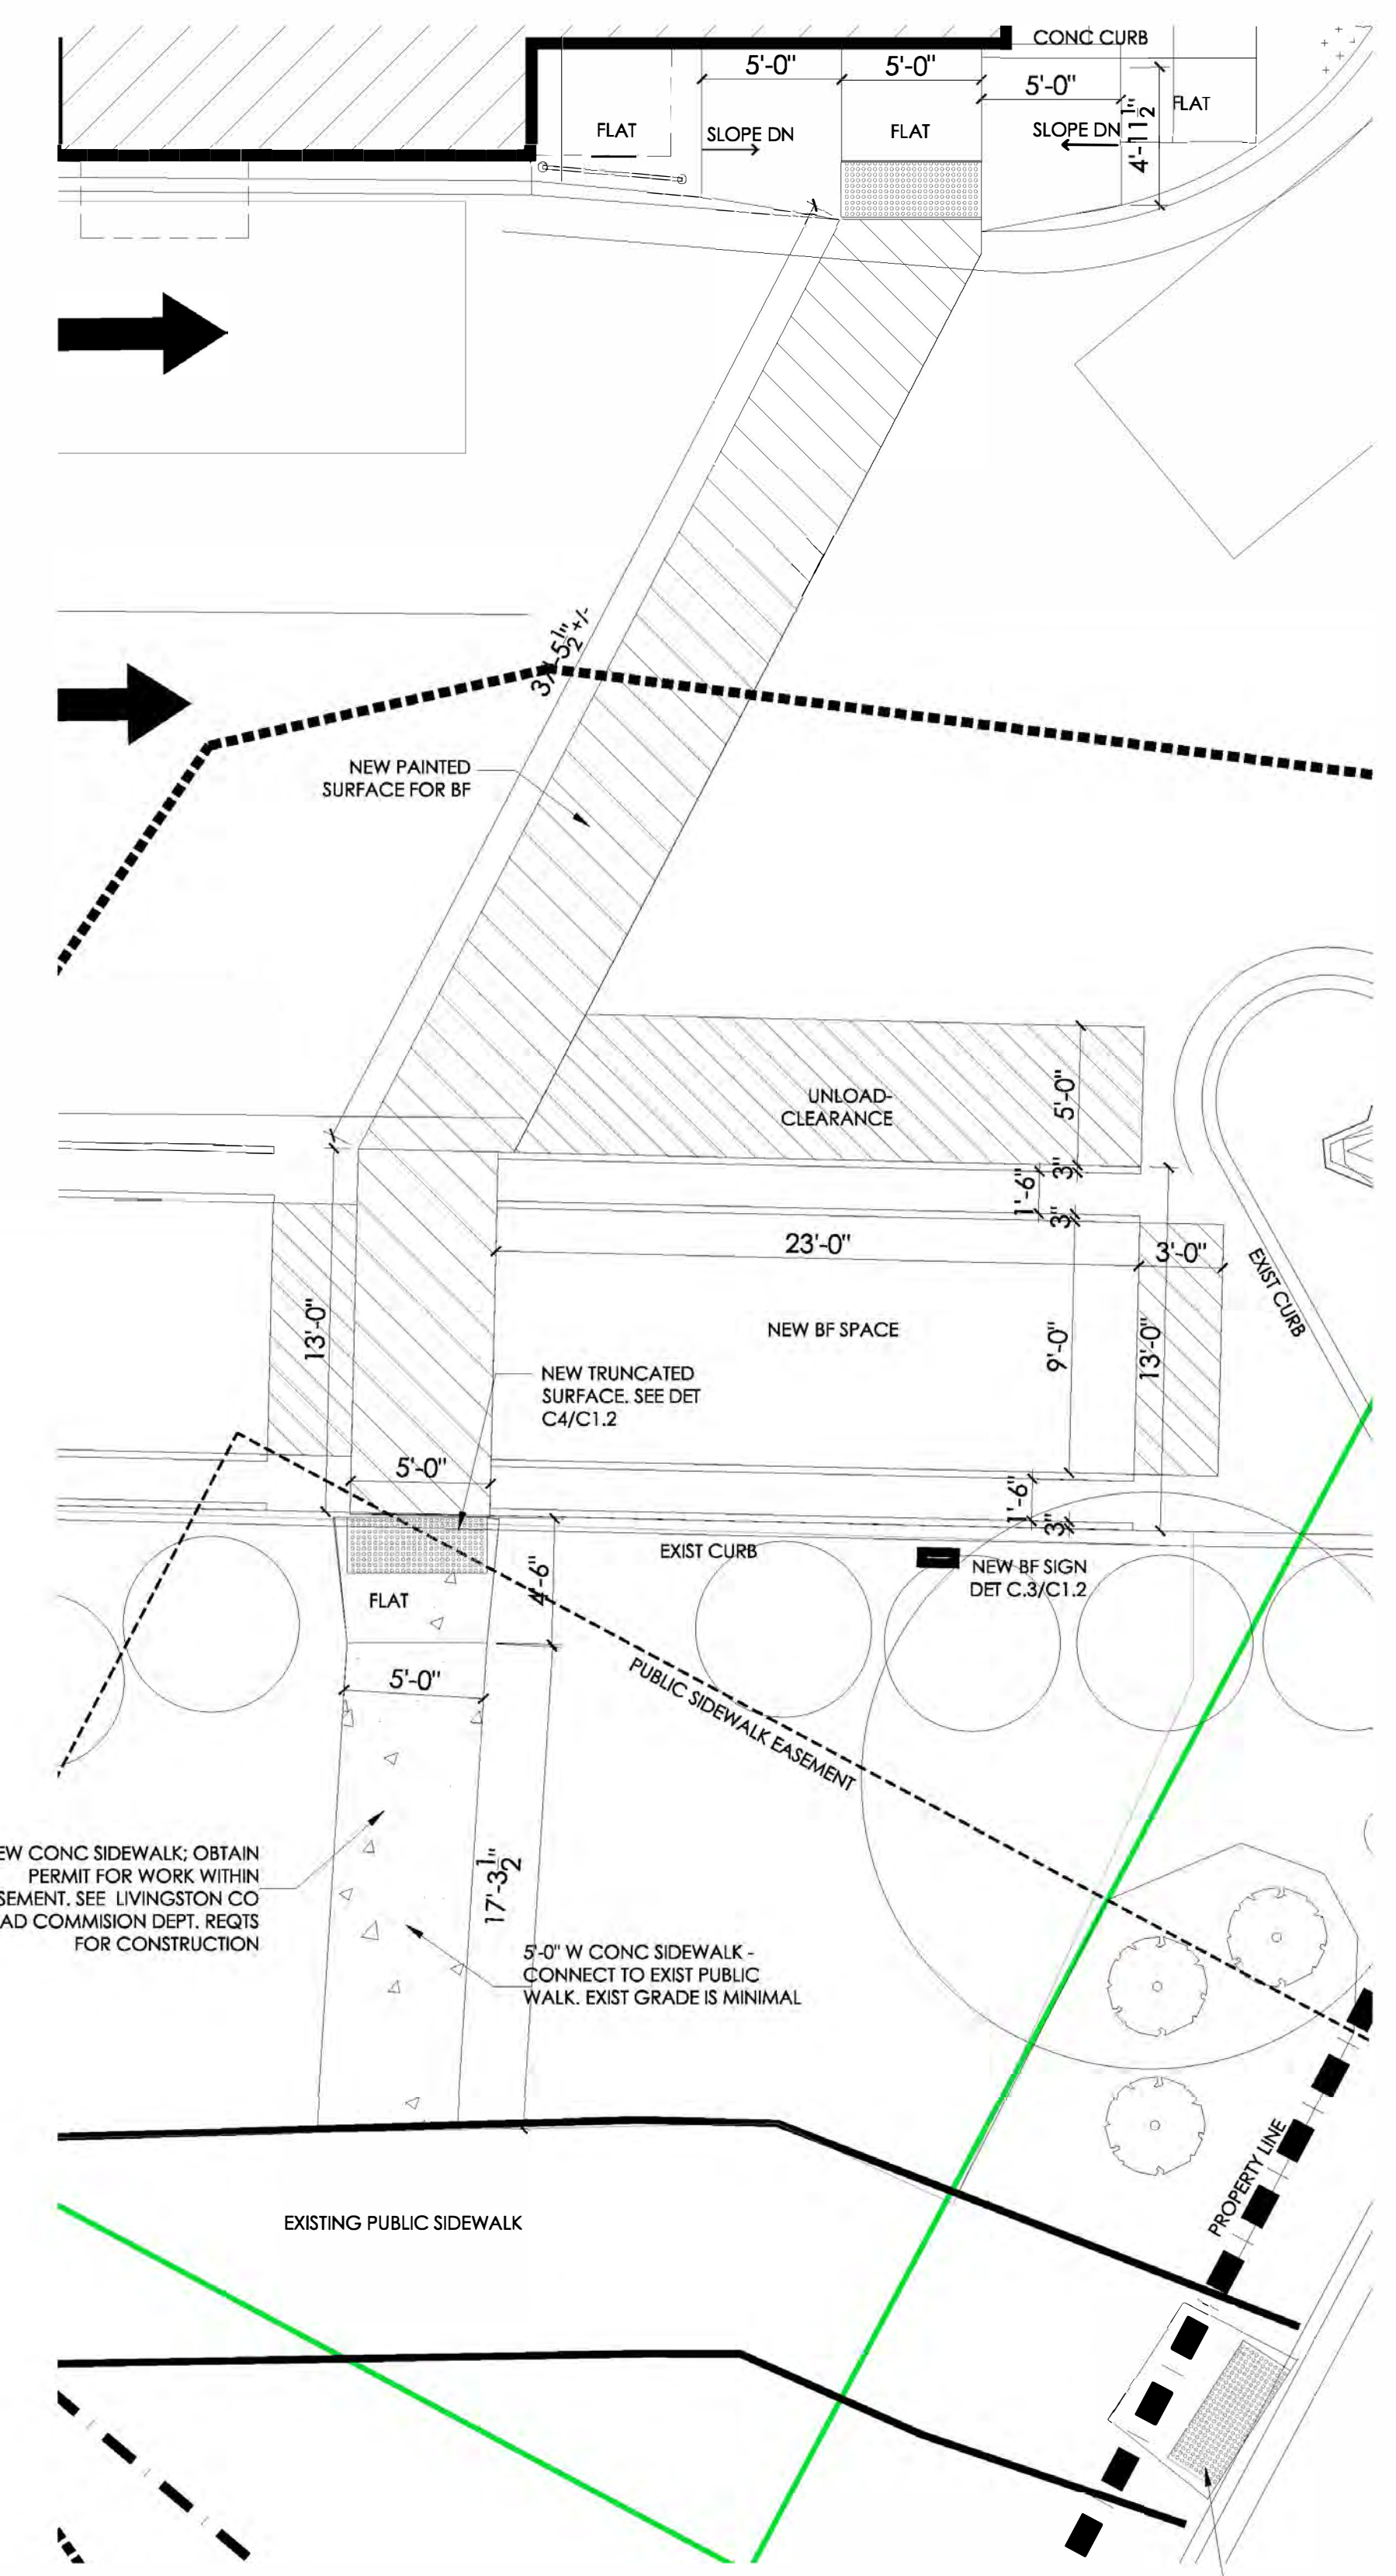 CONC CURB
5'-0"
5'-0"
5'-0"
FLAT
SLOPE DN
FLAT
SLOPE DN
4'-11 1/2"
FLAT
5 1/2" +/-
NEW PAINTED
SURFACE FOR BF
UNLOAD-
CLEARANCE
5'-0"
3"
1'-6"
3"
23'-0"
3'-0"
EXIST CURB
13'-0"
NEW BF SPACE
9'-0"
13'-0"
NEW TRUNCATED
SURFACE. SEE DET
C4/C1.2
5'-0"
1'-6"
3"
EXIST CURB
NEW BF SIGN
DET C.3/C1.2
FLAT
4'-6"
5'-0"
PUBLIC SIDEWALK EASEMENT
EW CONC SIDEWALK; OBTAIN
PERMIT FOR WORK WITHIN
SEMENT. SEE LIVINGSTON CO
AD COMMISION DEPT. REQTS
FOR CONSTRUCTION
17'-3 1/2"
5'-0" W CONC SIDEWALK -
CONNECT TO EXIST PUBLIC
WALK. EXIST GRADE IS MINIMAL
PROPERTY LINE
EXISTING PUBLIC SIDEWALK